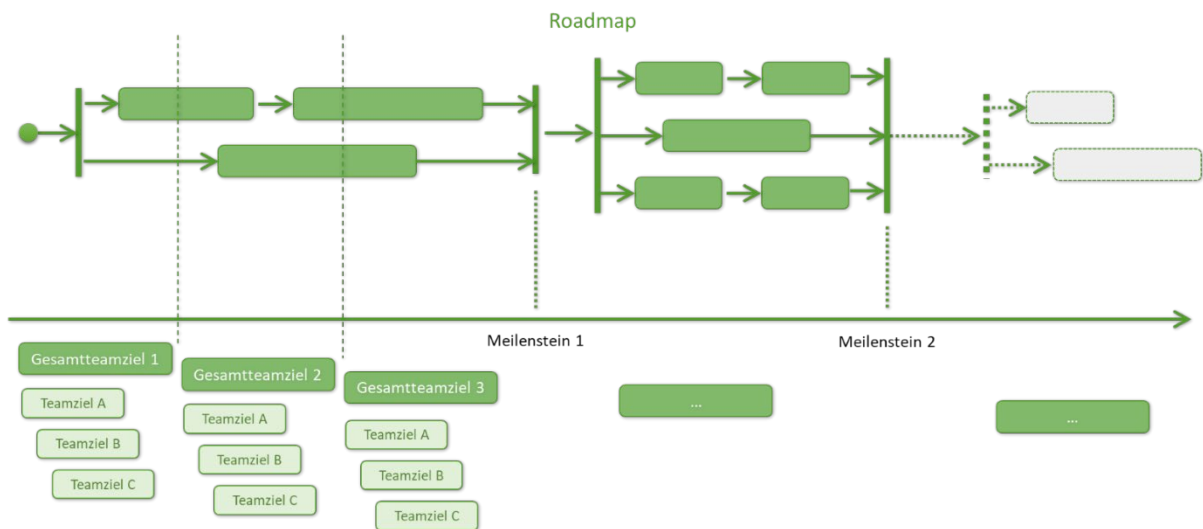 Roadmap
Meilenstein 1
Meilenstein 2
Gesamtteamziel 1
Teamziel A
Teamziel B
Teamziel C
Gesamtteamziel 2
Teamziel A
Teamziel B
Teamziel C
Gesamtteamziel 3
Teamziel A
Teamziel B
Teamziel C
...
...